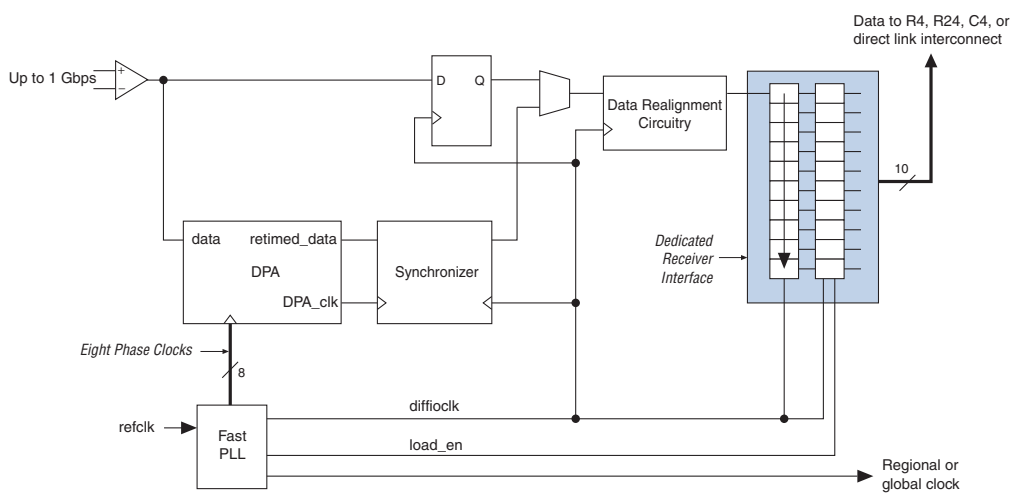 Data to R4, R24, C4, or
direct link interconnect
Up to 1 Gbps
+
−
D
Q
Data Realignment
Circuitry
10
data
retimed_data
DPA
DPA_clk
Synchronizer
Dedicated
Receiver
Interface
Eight Phase Clocks
8
refclk
Fast
PLL
diffioclk
load_en
Regional or
global clock